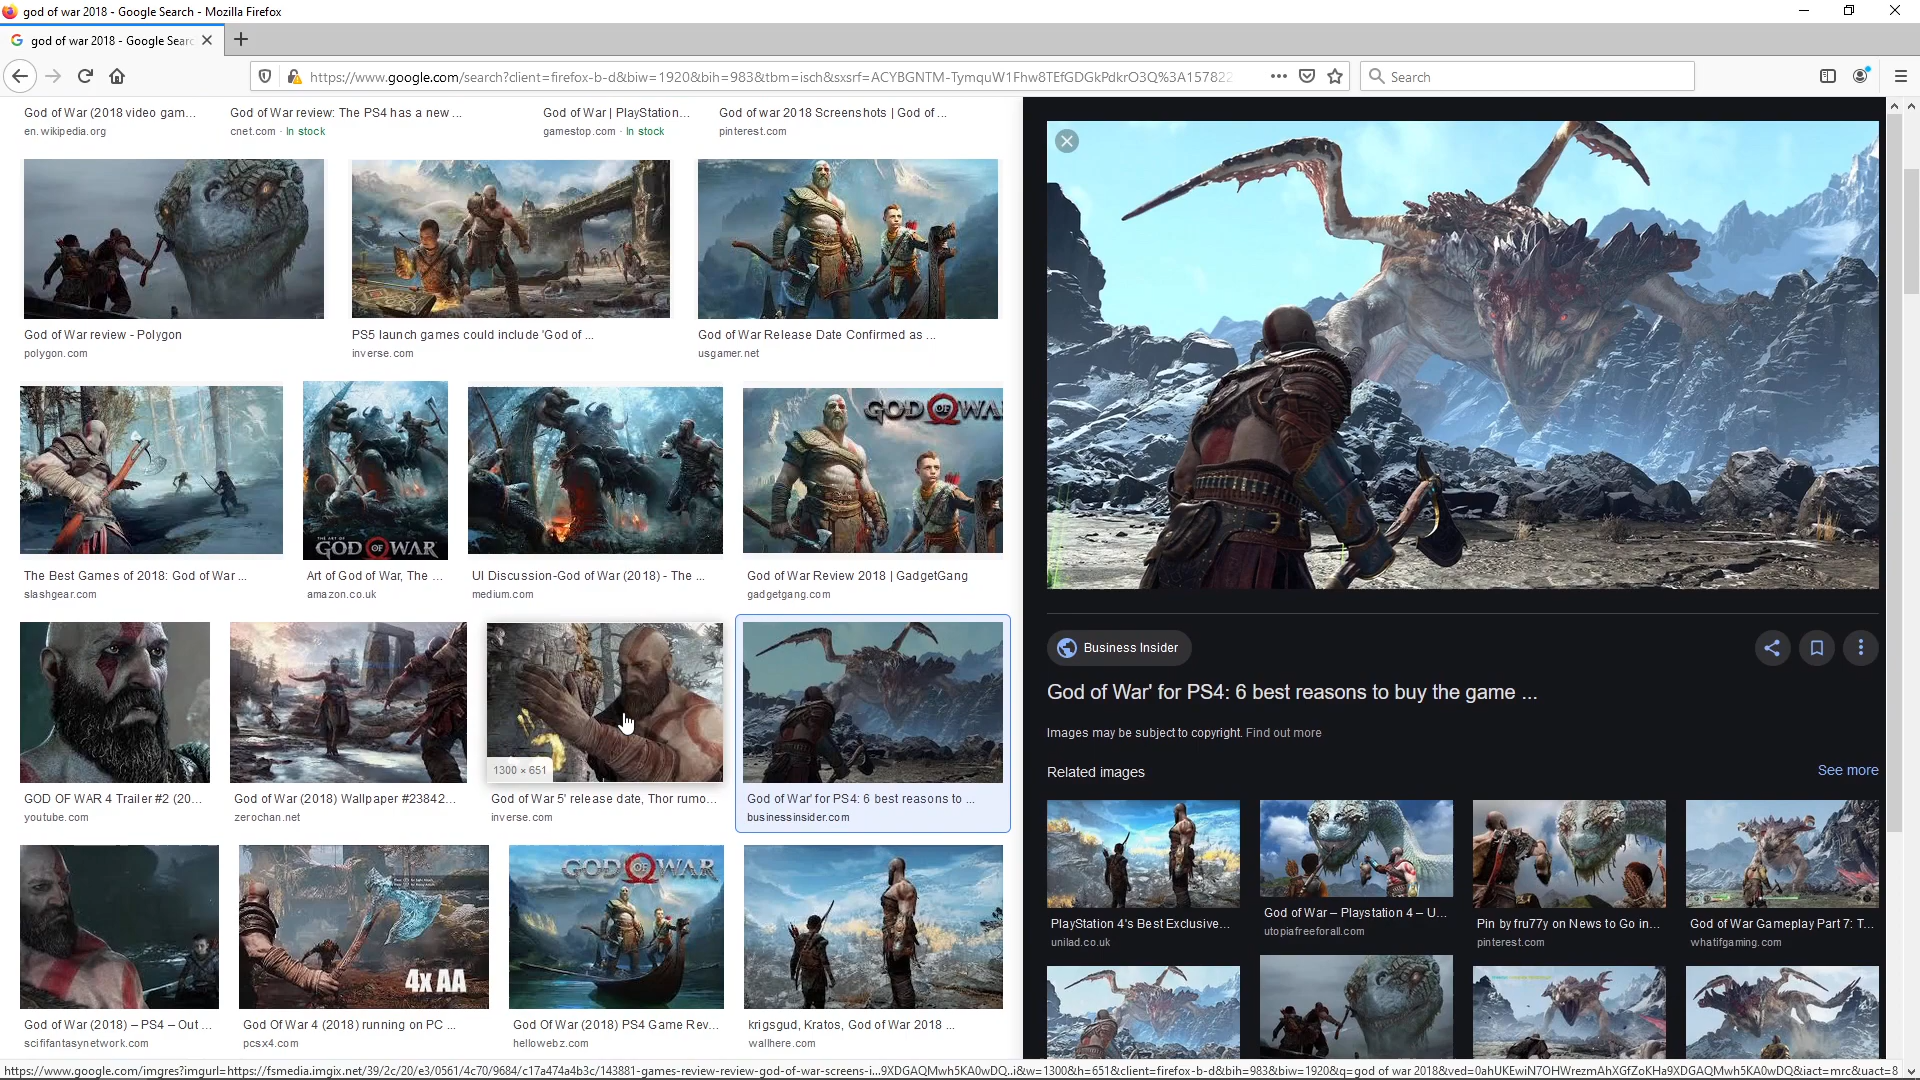 god of war 2018 - Google Search - Mozilla Firefox
god of war 2018 - Google Searc
https://www.google.com/search?client=firefox-b-d&biw=1920&bih=983&tbm=isch&sxsrf=ACYBGNTM-TymquW1Fhw8TEfGDGkPdkrO3Q%3A157822
Search
God of War (2018 video gam...
God of War review: The PS4 has a new ...
God of War | PlayStation...
God of war 2018 Screenshots | God of ...
en.wikipedia.org
cnet.com · In stock
gamestop.com · In stock
pinterest.com
God of War review - Polygon
PS5 launch games could include 'God of ...
God of War Release Date Confirmed as ...
polygon.com
inverse.com
usgamer.net
THE ART OF
GOD OF WAR
GOD OF WA
The Best Games of 2018: God of War ...
Art of God of War, The ...
UI Discussion-God of War (2018) - The ...
God of War Review 2018 | GadgetGang
slashgear.com
amazon.co.uk
medium.com
gadgetgang.com
1300 × 651
GOD OF WAR 4 Trailer #2 (20...
God of War (2018) Wallpaper #23842...
God of War 5' release date, Thor rumo...
God of War' for PS4: 6 best reasons to ...
youtube.com
zerochan.net
inverse.com
businessinsider.com
4x AA
GOD OF WAR
God of War (2018) – PS4 – Out ...
God Of War 4 (2018) running on PC ...
God Of War (2018) PS4 Game Rev...
krigsgud, Kratos, God of War 2018 ...
scififantasynetwork.com
pcsx4.com
hellowebz.com
wallhere.com
Business Insider
God of War' for PS4: 6 best reasons to buy the game ...
Images may be subject to copyright. Find out more
Related images
See more
PlayStation 4's Best Exclusive...
God of War – Playstation 4 – U...
Pin by fru77y on News to Go in...
God of War Gameplay Part 7: T...
unilad.co.uk
utopiafreeforall.com
pinterest.com
whatifgaming.com
https://www.google.com/imgres?imgurl=https://fsmedia.imgix.net/39/2c/20/e3/0561/4c70/9684/c17a474a4b3c/143881-games-review-review-god-of-war-screens-i...9XDGAQMwh5KA0wDQ..i&w=1300&h=651&client=firefox-b-d&bih=983&biw=1920&q=god of war 2018&ved=0ahUKEwiN7OHWrezmAhXGfZoKHa9XDGAQMwh5KA0wDQ&iact=mrc&uact=8